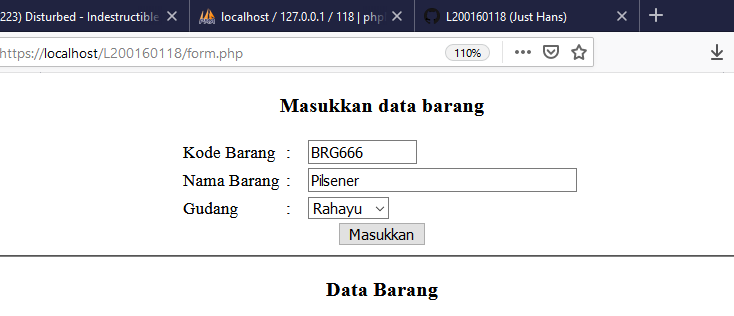 223) Disturbed - Indestructible
localhost / 127.0.0.1 / 118 | php
L200160118 (Just Hans)
https://localhost/L200160118/form.php
110%
Masukkan data barang
Kode Barang : BRG666
Nama Barang : Pilsener
Gudang : Rahayu
Masukkan
Data Barang